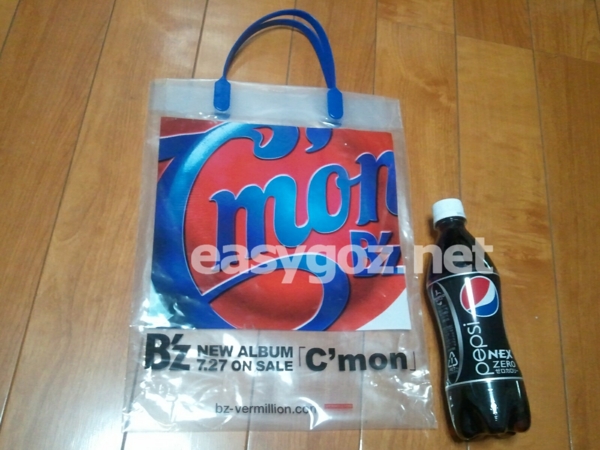 C'mon
B'z
easygoz.net
B'z NEW ALBUM 7.27 ON SALE「C'mon」
bz-vermillion.com
pepsi
NEX
ZERO